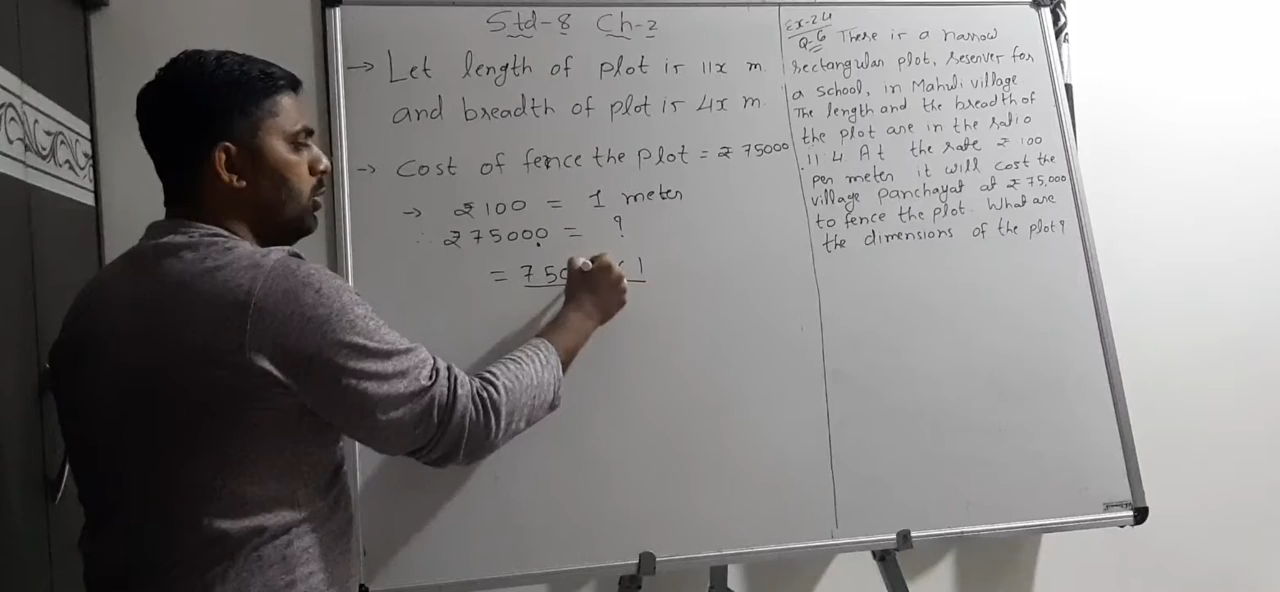 Std-8 Ch-2
→ Let length of plot is 11x m.
and breadth of plot is 4x m.
→ Cost of fence the plot = ₹ 75000
→ ₹100 = 1 meter
∴ ₹75000 = ?
= 750 1
Ex-2.4
Q-6 There is a narrow
rectangular plot, reserver for
a school, in Mahuli village.
The length and the breadth of
the plot are in the ratio
11:4 At the rate ₹ 100
per meter it will cost the
village panchayat at ₹ 75,000
to fence the plot. What are
the dimensions of the plot?